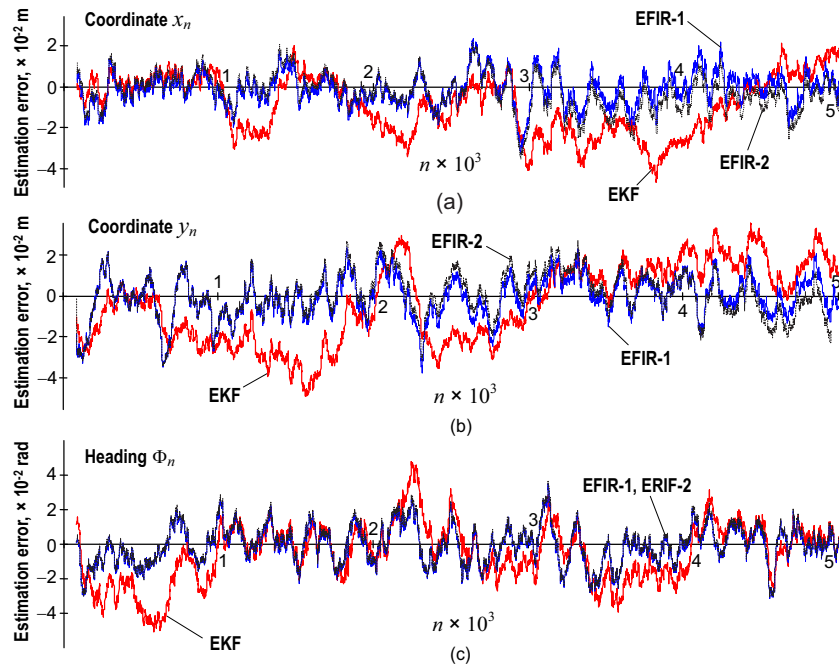 Coordinate xₙ
EFIR-1
Estimation error, × 10⁻² m
2
0
–2
–4
1
2
3
4
5
n × 10³
EKF
EFIR-2
(a)
Coordinate yₙ
EFIR-2
Estimation error, × 10⁻² m
2
0
–2
–4
1
2
3
4
5
EKF
n × 10³
EFIR-1
(b)
Heading Φₙ
EFIR-1, ERIF-2
Estimation error, × 10⁻² rad
4
2
0
–2
–4
1
2
3
4
5
EKF
n × 10³
(c)